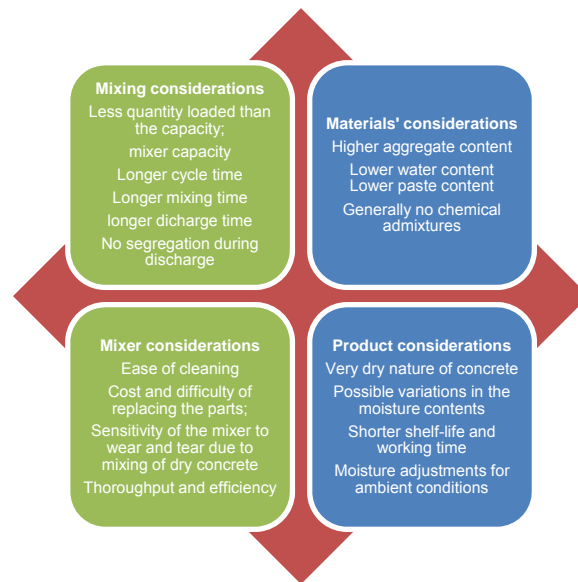 Mixing considerations
Less quantity loaded than
the capacity;
mixer capacity
Longer cycle time
Longer mixing time
longer dicharge time
No segregation during
discharge
Materials' considerations
Higher aggregate content
Lower water content
Lower paste content
Generally no chemical
admixtures
Mixer considerations
Ease of cleaning
Cost and difficulty of
replacing the parts;
Sensitivity of the mixer to
wear and tear due to
mixing of dry concrete
Thoroughput and efficiency
Product considerations
Very dry nature of concrete
Possible variations in the
moisture contents
Shorter shelf-life and
working time
Moisture adjustments for
ambient conditions